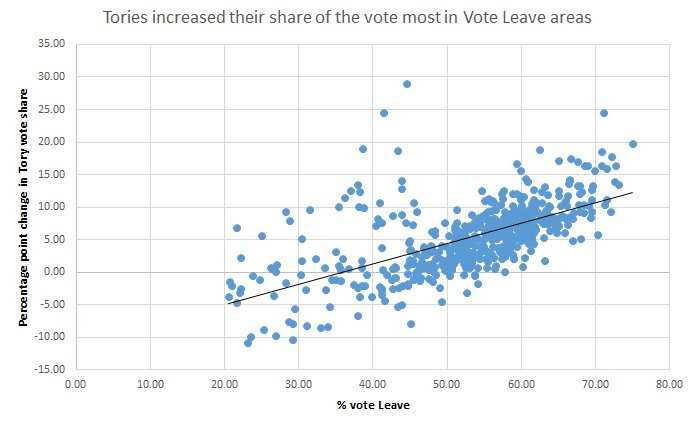 Tories increased their share of the vote most in Vote Leave areas
35.00
30.00
25.00
20.00
15.00
10.00
5.00
0.00
-5.00
-10.00
-15.00
Percentage point change in Tory vote share
0.00 10.00 20.00 30.00 40.00 50.00 60.00 70.00 80.00
% vote Leave